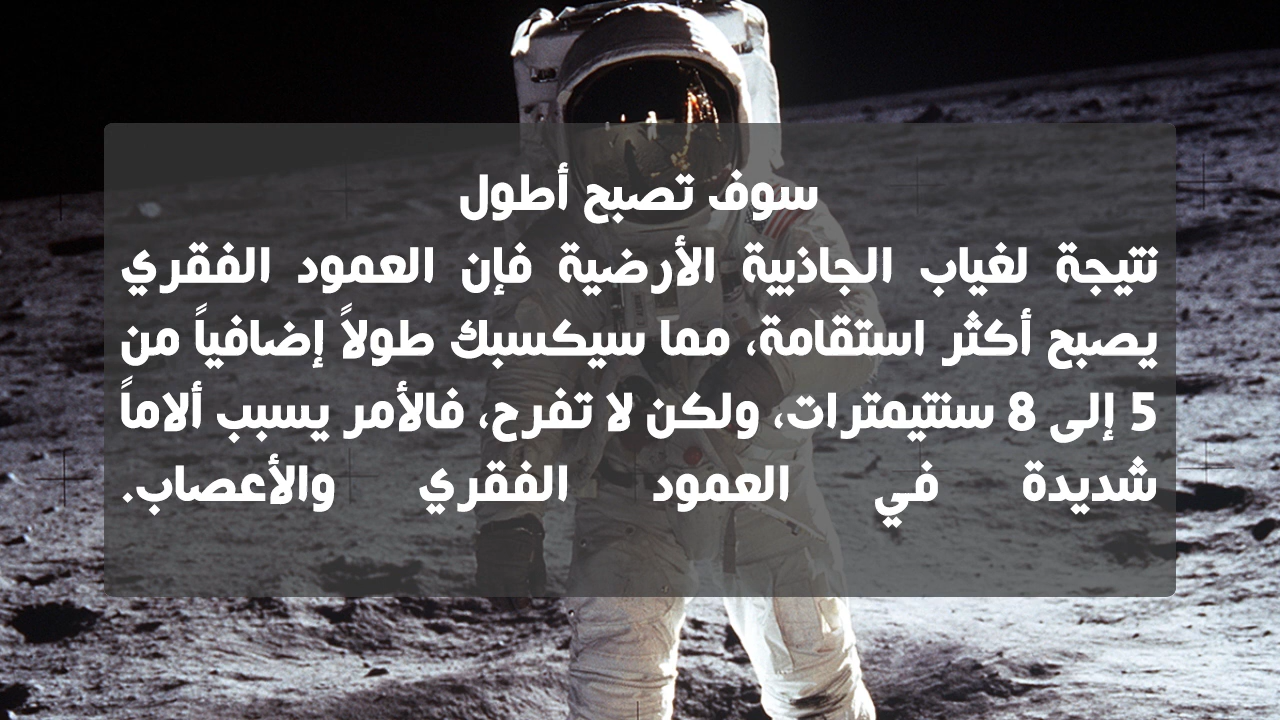 سوف تصبح أطول
نتيجة لغياب الجاذبية الأرضية فإن العمود الفقري
يصبح أكثر استقامة، مما سيكسبك طولاً إضافياً من
5 إلى 8 سنتيمترات، ولكن لا تفرح، فالأمر يسبب ألاماً
شديدة في العمود الفقري والأعصاب.